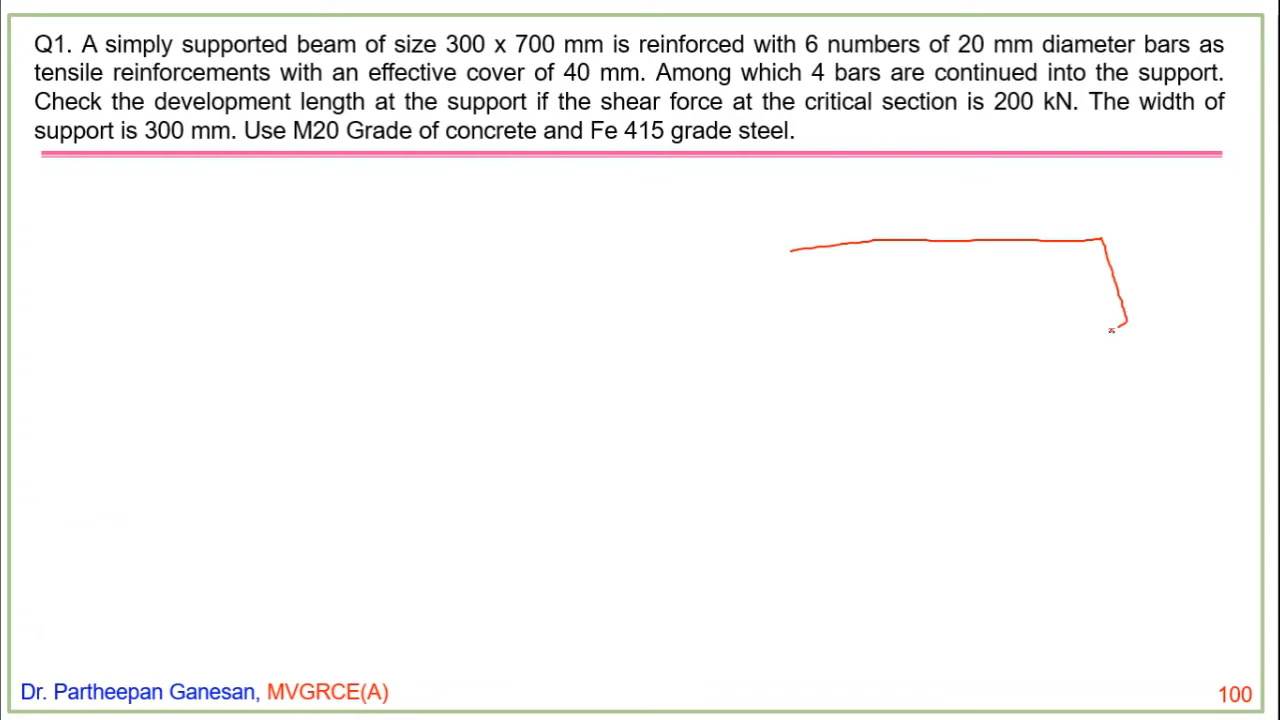 Q1. A simply supported beam of size 300 x 700 mm is reinforced with 6 numbers of 20 mm diameter bars as
tensile reinforcements with an effective cover of 40 mm. Among which 4 bars are continued into the support.
Check the development length at the support if the shear force at the critical section is 200 kN. The width of
support is 300 mm. Use M20 Grade of concrete and Fe 415 grade steel.
Dr. Partheepan Ganesan, MVGRCE(A)
100